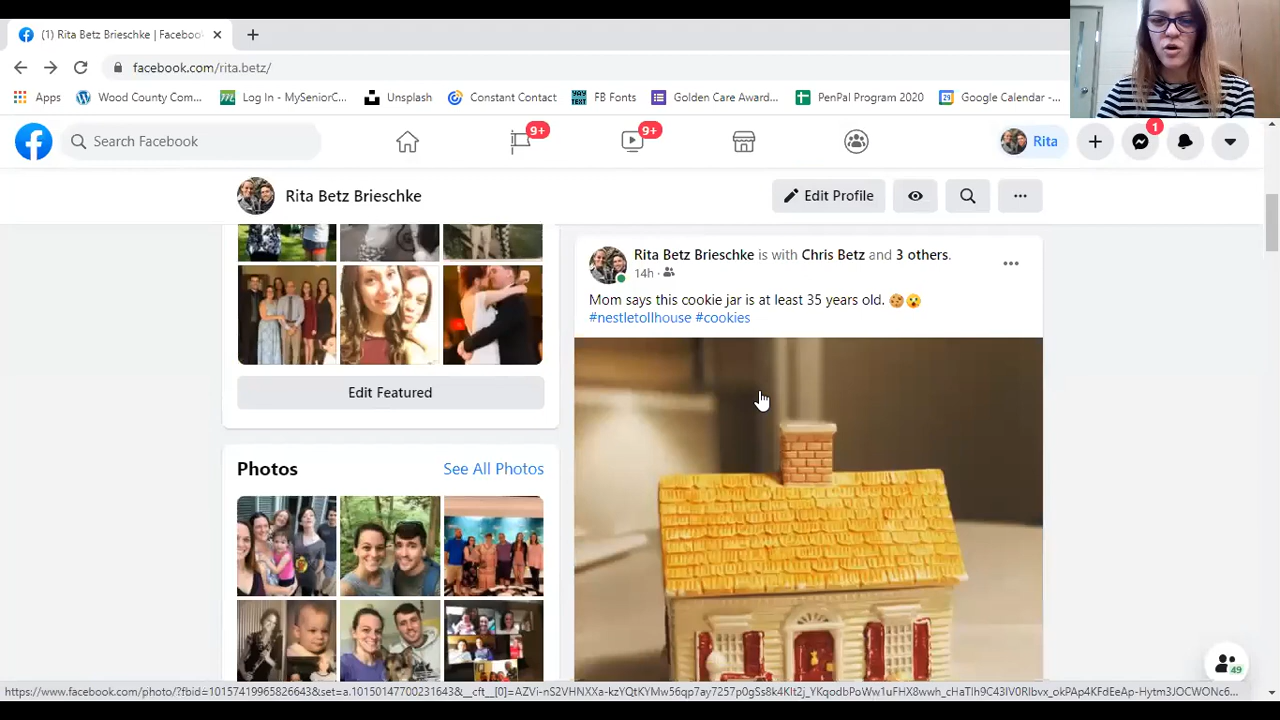 (1) Rita Betz Brieschke | Facebook
facebook.com/rita.betz/
Apps
Wood County Com...
Log In - MySeniorC...
Unsplash
YAY TEXT
FB Fonts
Constant Contact
Golden Care Award...
PenPal Program 2020
Google Calendar - ...
Search Facebook
9+
9+
Rita
1
Rita Betz Brieschke
Edit Profile
Rita Betz Brieschke is with Chris Betz and 3 others.
14h ·
Mom says this cookie jar is at least 35 years old. 🍪😮
#nestletollhouse #cookies
Edit Featured
Photos
See All Photos
49